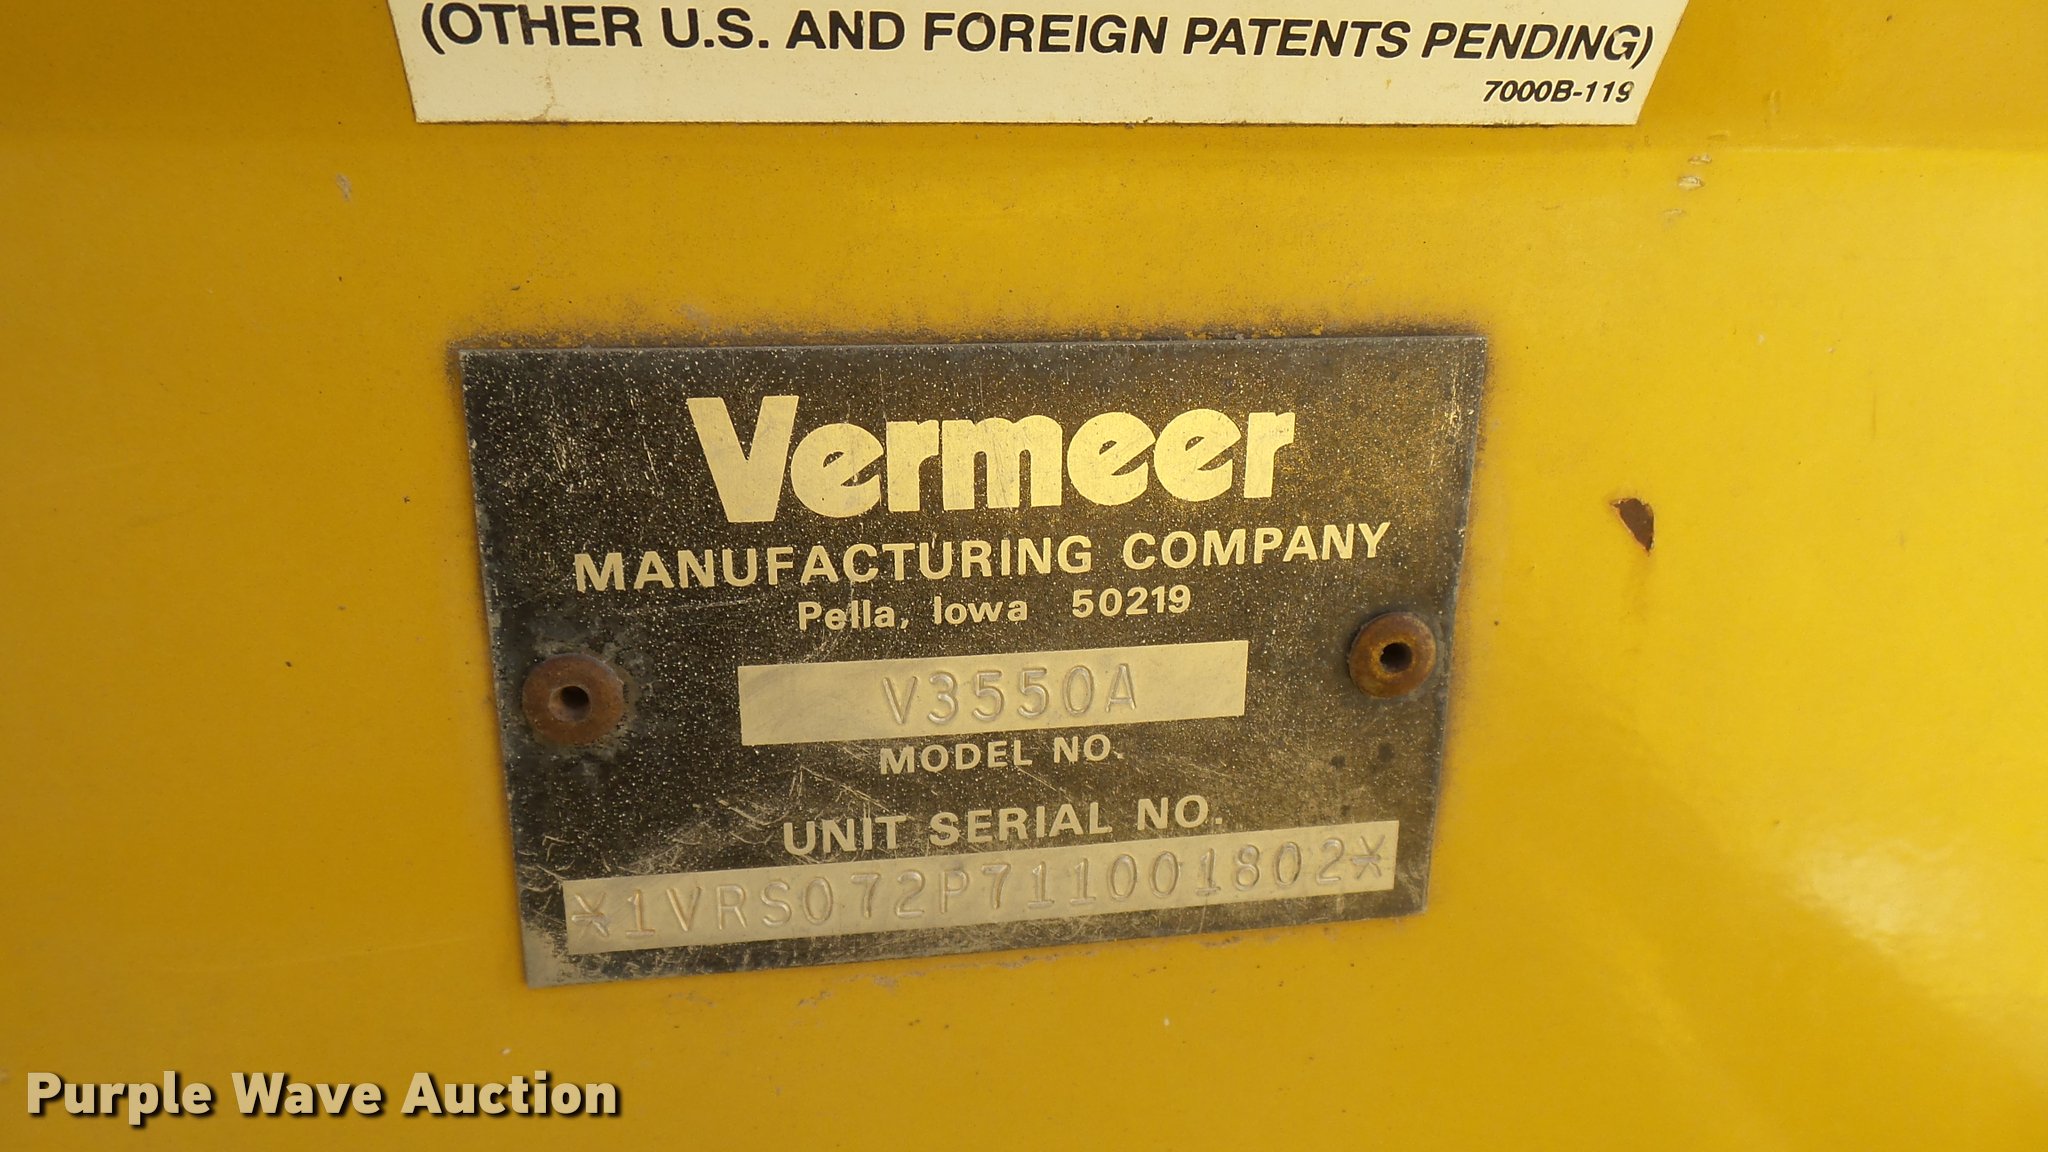 (OTHER U.S. AND FOREIGN PATENTS PENDING)
7000B-119
Vermeer
MANUFACTURING COMPANY
Pella, Iowa 50219
V3550A
MODEL NO.
UNIT SERIAL NO.
*1VRS072P711001802*
Purple Wave Auction